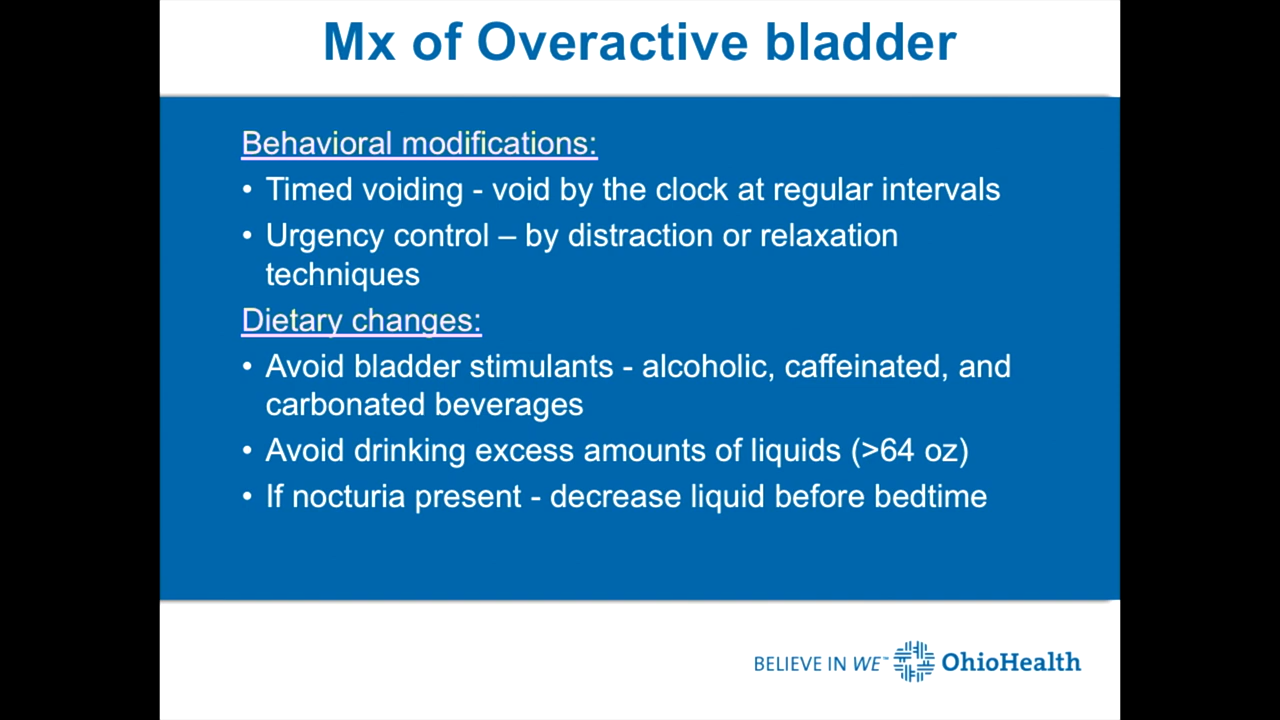 Mx of Overactive bladder
Behavioral modifications:
• Timed voiding - void by the clock at regular intervals
• Urgency control – by distraction or relaxation
techniques
Dietary changes:
• Avoid bladder stimulants - alcoholic, caffeinated, and
carbonated beverages
• Avoid drinking excess amounts of liquids (>64 oz)
• If nocturia present - decrease liquid before bedtime
BELIEVE IN WE™ OhioHealth